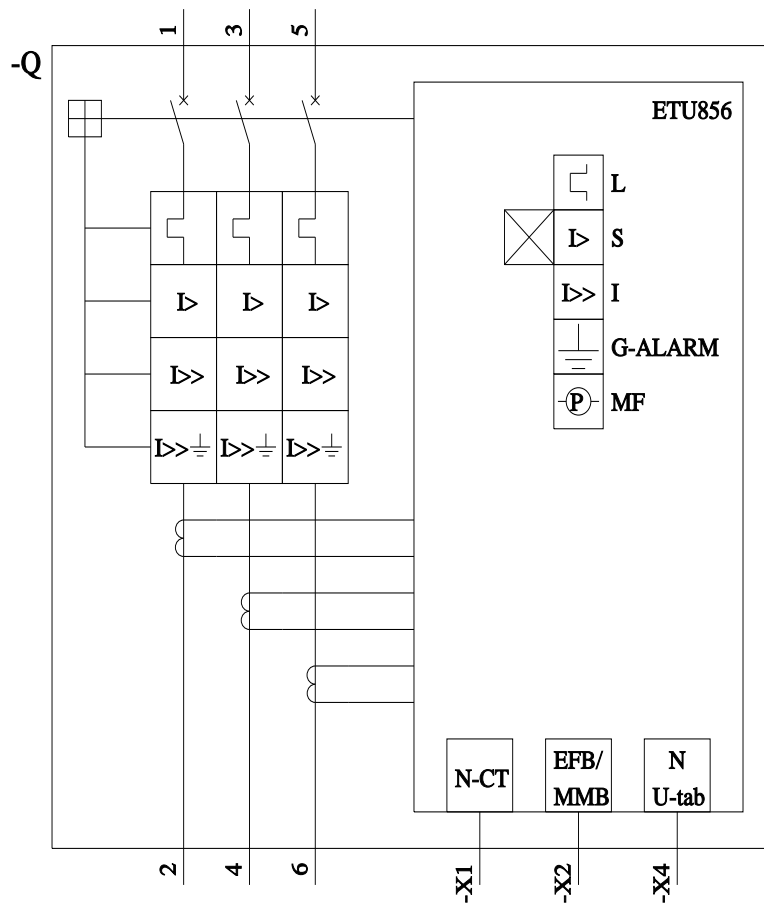 1 3 5
-Q
ETU856
L
I> I> I> I> S
I>> I
G-ALARM
I>> I>> I>>
P MF
I>> I>> I>>
N-CT
EFB/
MMB
N
U-tab
2 4 6 -X1 -X2 -X4